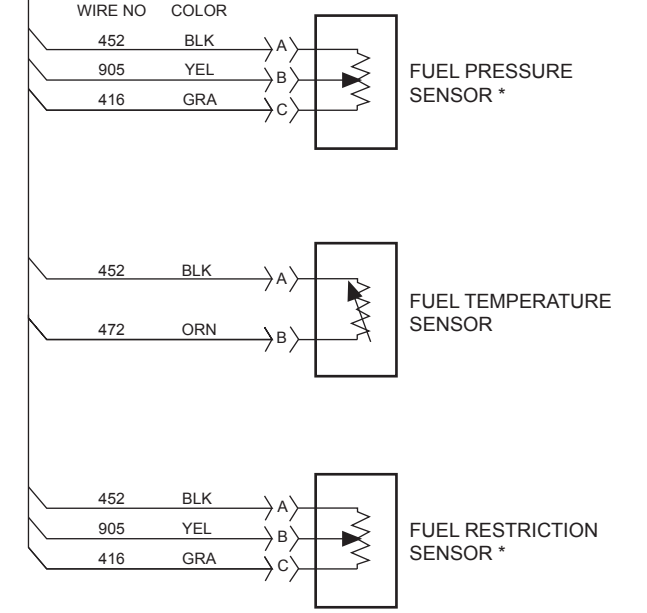 WIRE NO COLOR
452 BLK A
905 YEL B
416 GRA C
FUEL PRESSURE
SENSOR *
452 BLK A
472 ORN B
FUEL TEMPERATURE
SENSOR
452 BLK A
905 YEL B
416 GRA C
FUEL RESTRICTION
SENSOR *